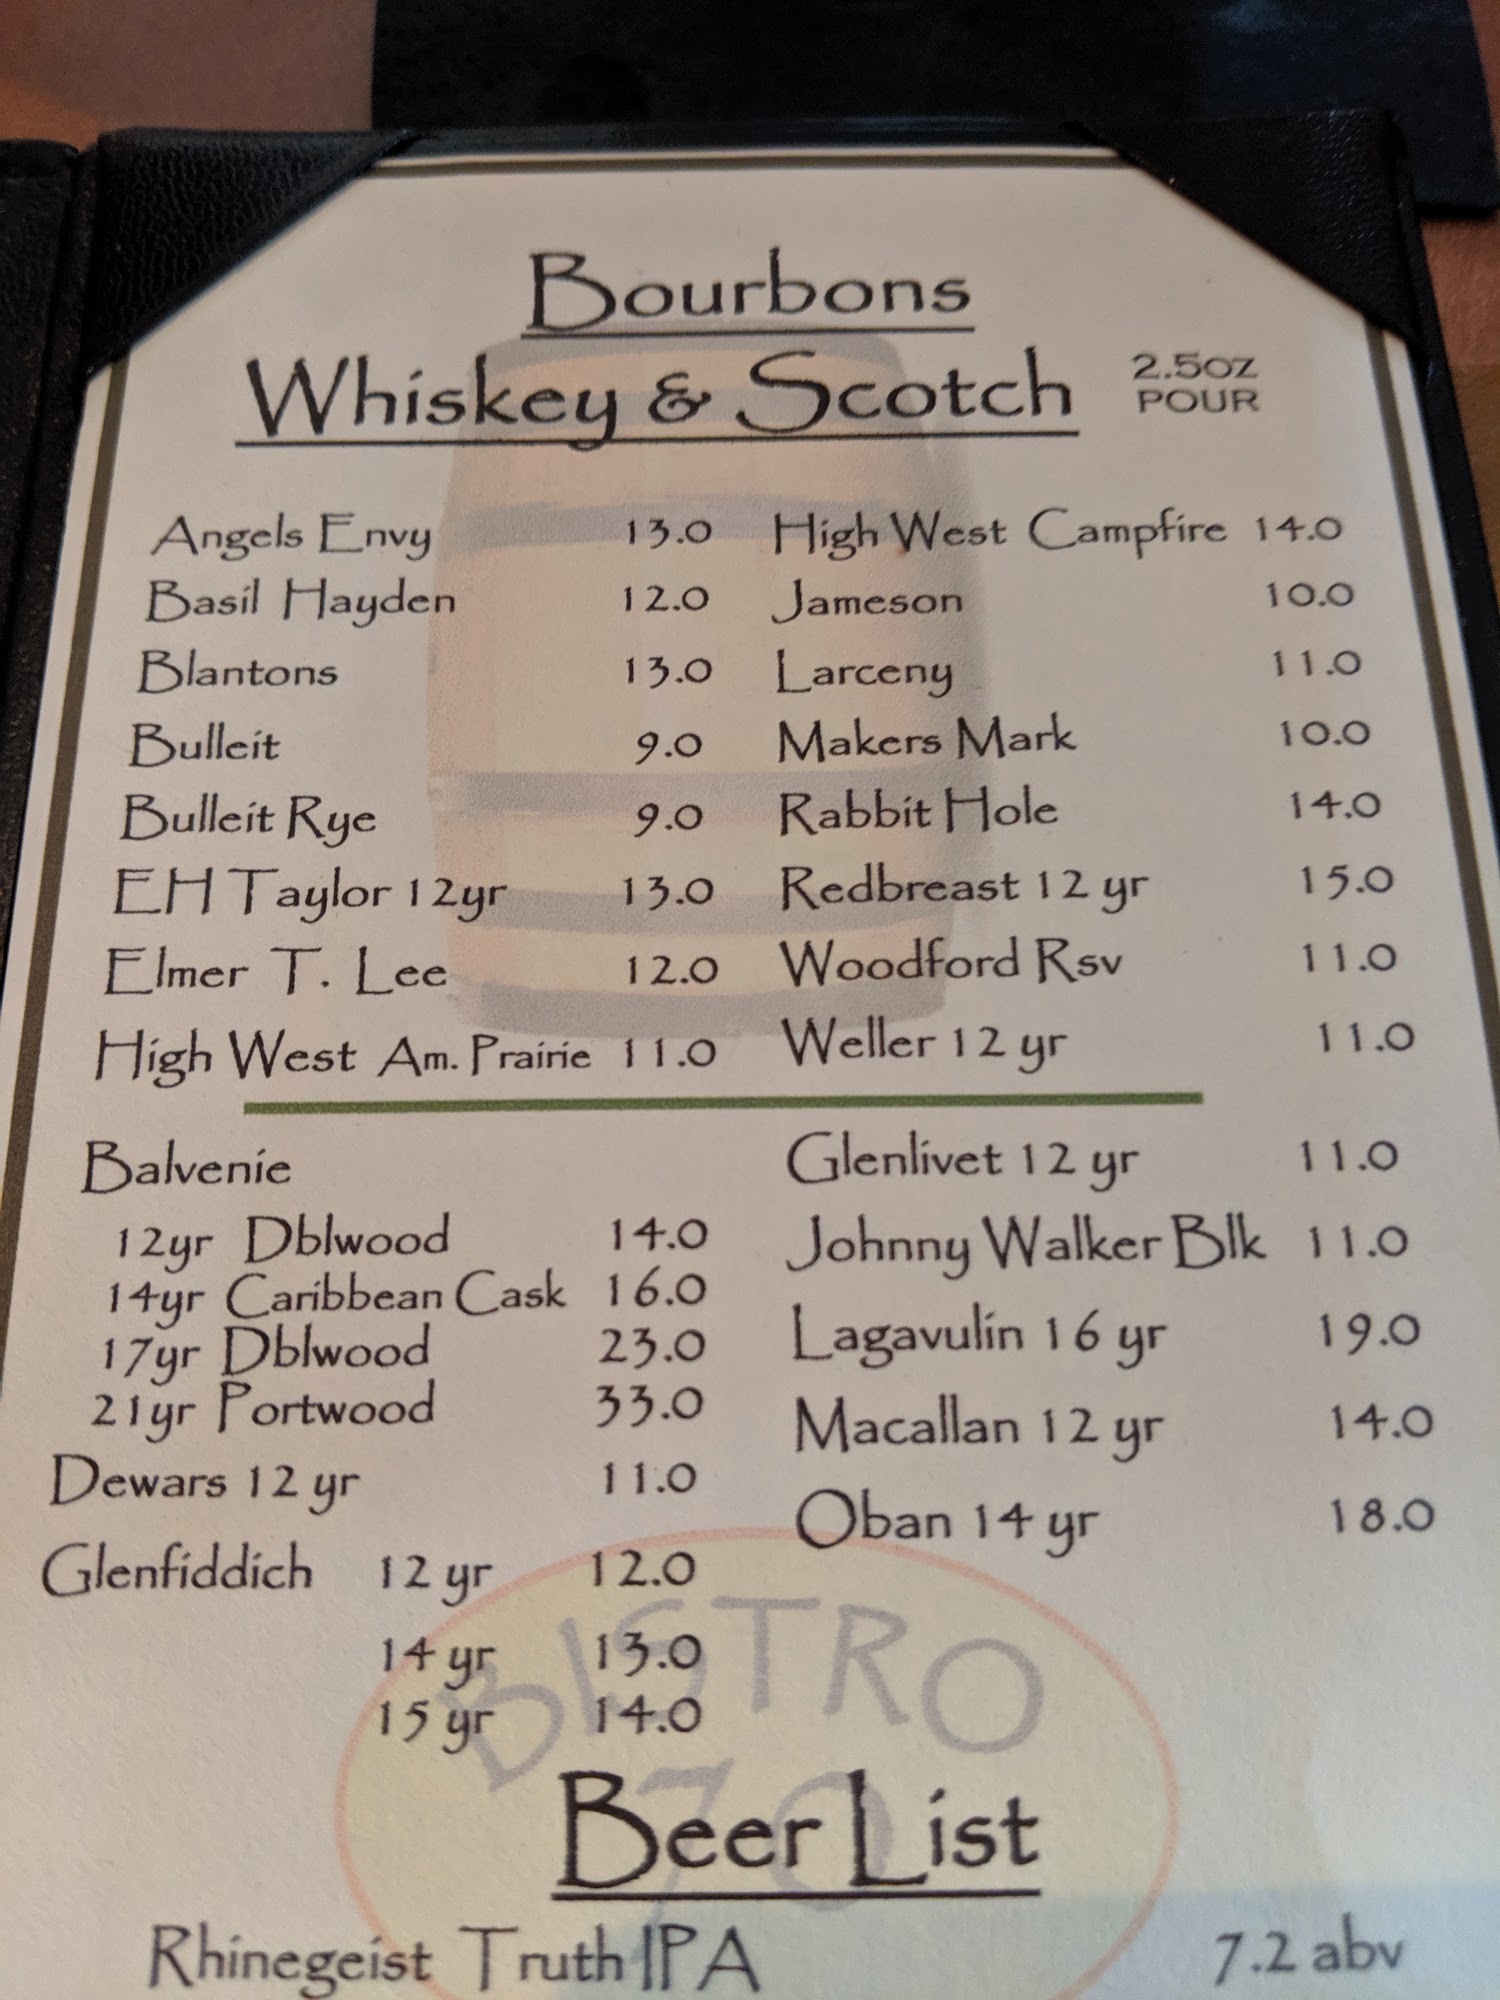 Bourbons
Whiskey & Scotch
2.5oz
POUR
Angels Envy 13.0
Basil Hayden 12.0
Blantons 13.0
Bulleit 9.0
Bulleit Rye 9.0
EH Taylor 12yr 13.0
Elmer T. Lee 12.0
High West Am. Prairie 11.0
High West Campfire 14.0
Jameson 10.0
Larceny 11.0
Makers Mark 10.0
Rabbit Hole 14.0
Redbreast 12 yr 15.0
Woodford Rsv 11.0
Weller 12 yr 11.0
Balvenie
12yr Dblwood 14.0
14yr Caribbean Cask 16.0
17yr Dblwood 23.0
21yr Portwood 33.0
Dewars 12 yr 11.0
Glenfiddich 12 yr 12.0
14 yr 13.0
15 yr 14.0
Glenlivet 12 yr 11.0
Johnny Walker Blk 11.0
Lagavulin 16 yr 19.0
Macallan 12 yr 14.0
Oban 14 yr 18.0
BISTRO
70
Beer List
Rhinegeist Truth IPA 7.2 abv